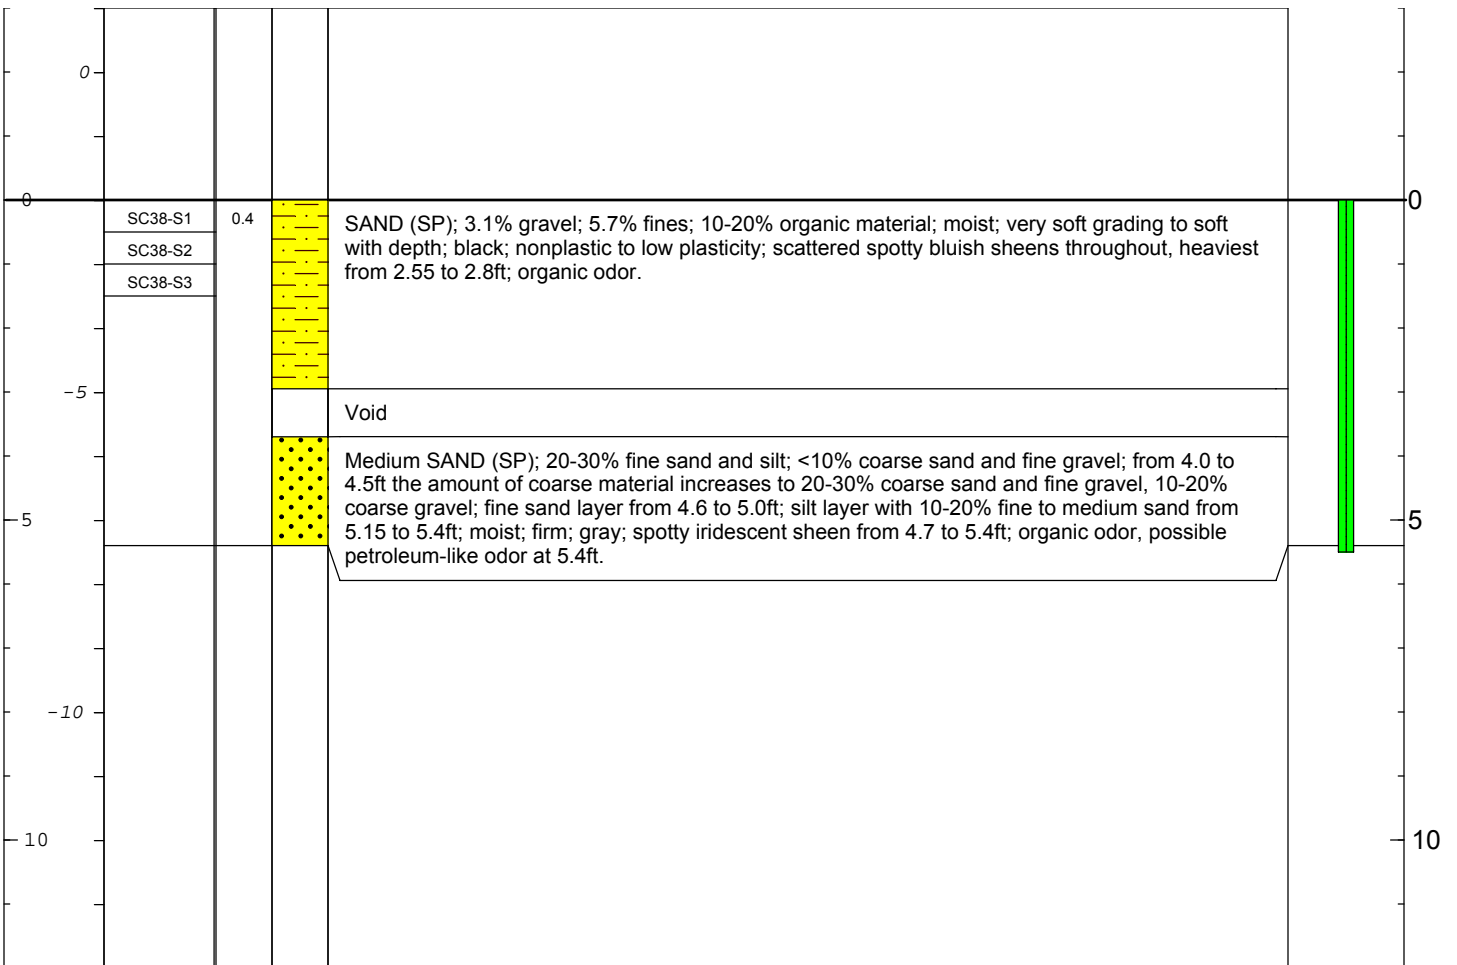 0
0
0
SC38-S1
0.4
SAND (SP); 3.1% gravel; 5.7% fines; 10-20% organic material; moist; very soft grading to soft
with depth; black; nonplastic to low plasticity; scattered spotty bluish sheens throughout, heaviest
from 2.55 to 2.8ft; organic odor.
SC38-S2
SC38-S3
-5
Void
Medium SAND (SP); 20-30% fine sand and silt; <10% coarse sand and fine gravel; from 4.0 to
4.5ft the amount of coarse material increases to 20-30% coarse sand and fine gravel, 10-20%
coarse gravel; fine sand layer from 4.6 to 5.0ft; silt layer with 10-20% fine to medium sand from
5.15 to 5.4ft; moist; firm; gray; spotty iridescent sheen from 4.7 to 5.4ft; organic odor, possible
petroleum-like odor at 5.4ft.
5
5
-10
10
10